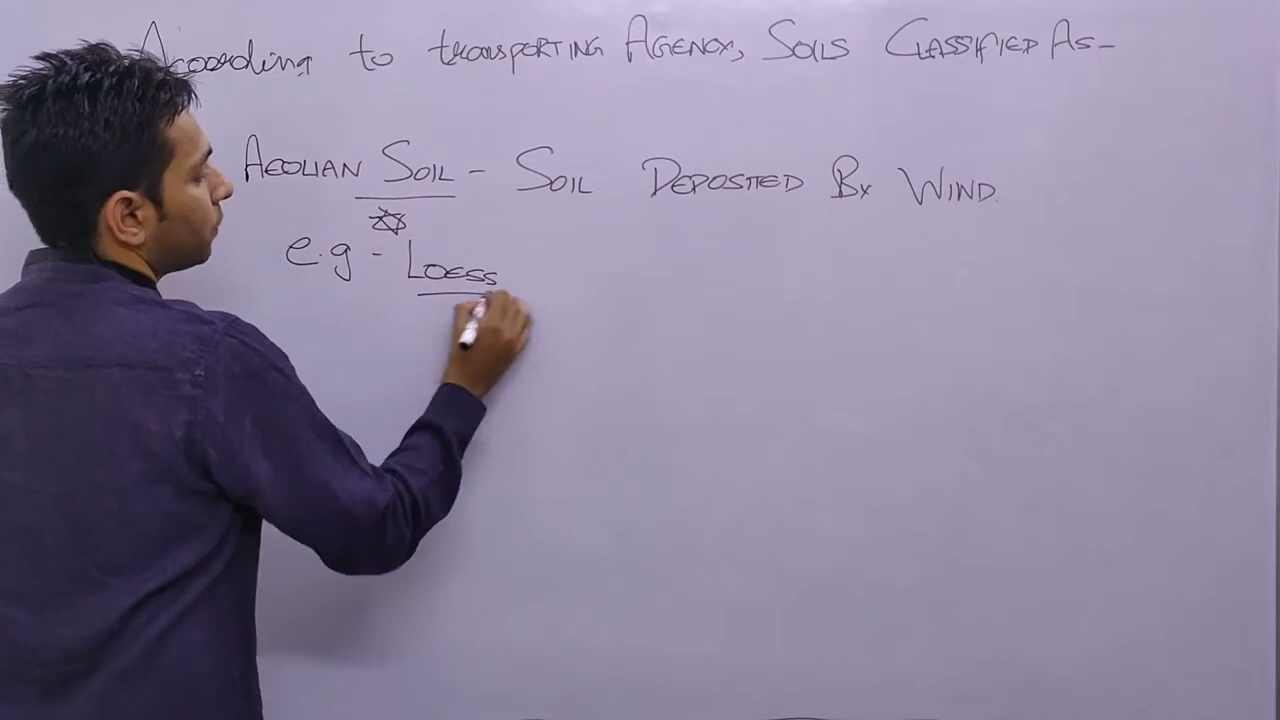 According to transporting Agency, Soils Classified As-
Aeolian Soil - Soil Deposited By Wind.
e.g - Loess